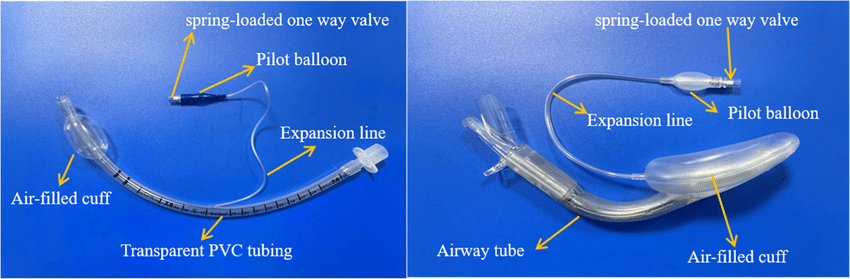 spring-loaded one way valve
Pilot balloon
Expansion line
Air-filled cuff
Transparent PVC tubing
spring-loaded one way valve
Expansion line
Pilot balloon
Airway tube
Air-filled cuff